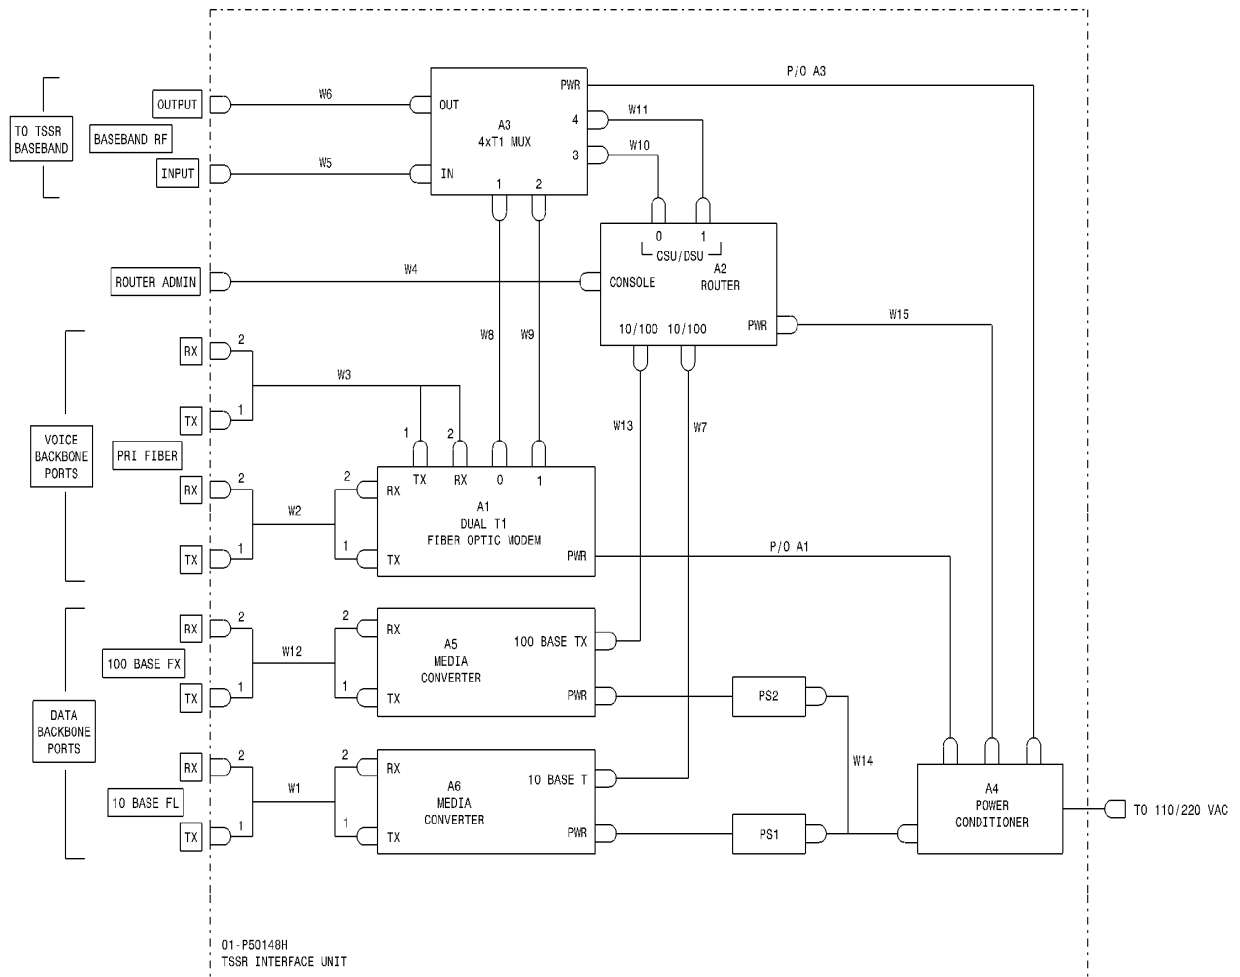 P/O A3
OUTPUT
W6
OUT
PWR
W11
TO TSSR
BASEBAND
BASEBAND RF
A3
4xT1 MUX
4
3
W10
INPUT
W5
IN
1
2
0
1
CSU/DSU
ROUTER ADMIN
W4
CONSOLE
A2
ROUTER
10/100
10/100
PWR
W15
W8
W9
RX
2
W3
TX
1
VOICE
BACKBONE
PORTS
PRI FIBER
1
2
W13
W7
TX
RX
0
1
RX
2
W2
2
RX
A1
DUAL T1
FIBER OPTIC MODEM
TX
1
1
TX
PWR
P/O A1
RX
2
W12
2
RX
A5
MEDIA
CONVERTER
100 BASE TX
100 BASE FX
TX
1
1
TX
PWR
PS2
DATA
BACKBONE
PORTS
W14
RX
2
W1
2
RX
A6
MEDIA
CONVERTER
10 BASE T
10 BASE FL
TX
1
1
TX
PWR
PS1
A4
POWER
CONDITIONER
TO 110/220 VAC
01-P50148H
TSSR INTERFACE UNIT